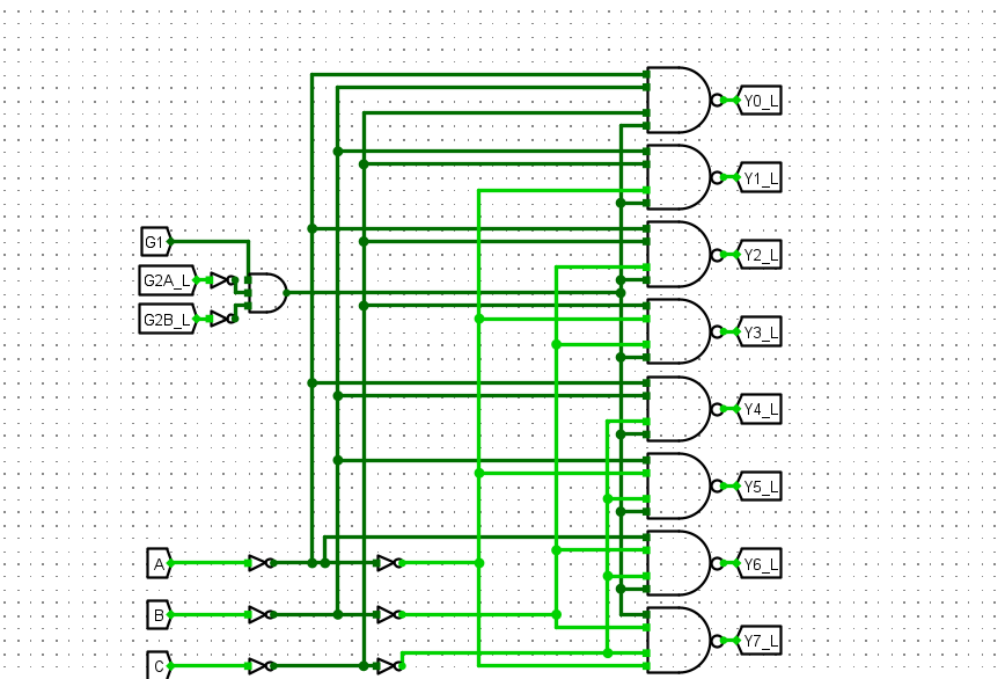 Y0_L
Y1_L
G1
G2A_L
Y2_L
G2B_L
Y3_L
Y4_L
Y5_L
A
Y6_L
B
Y7_L
C